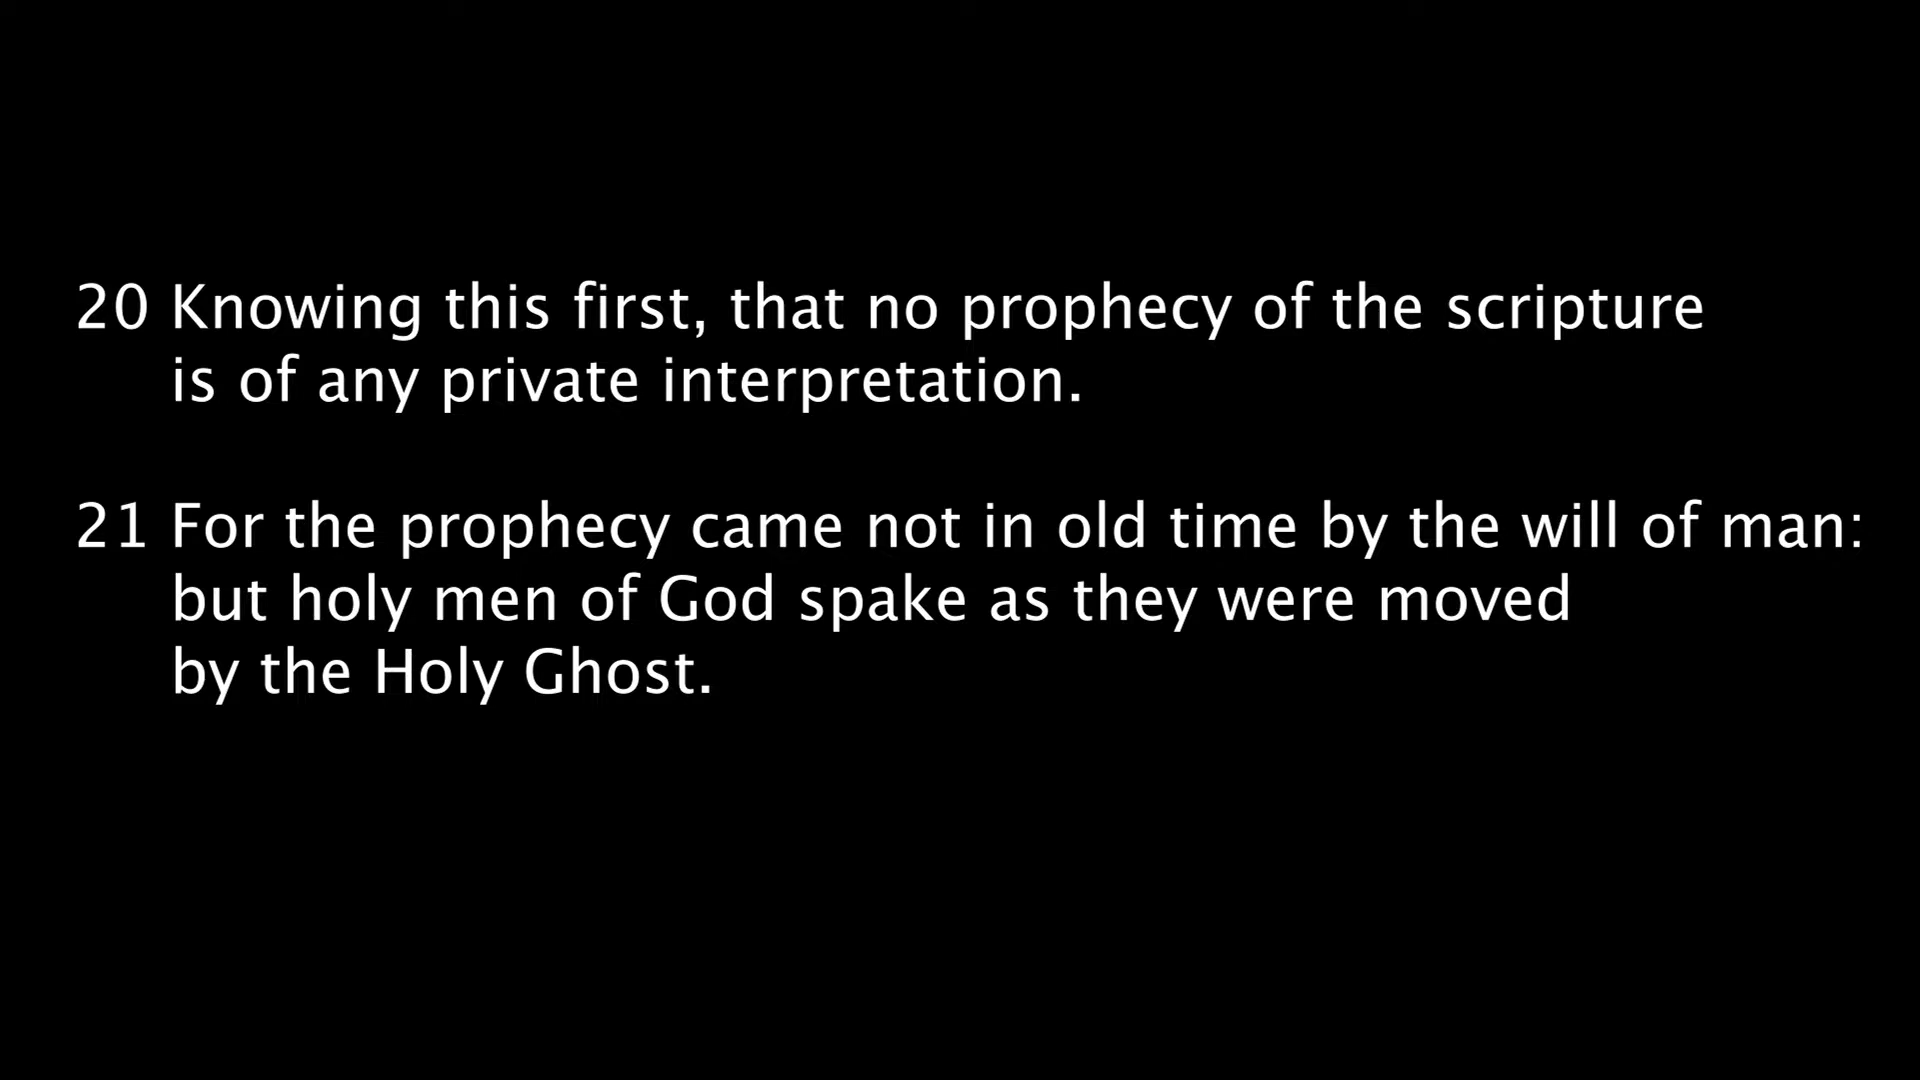 20 Knowing this first, that no prophecy of the scripture
is of any private interpretation.
21 For the prophecy came not in old time by the will of man:
but holy men of God spake as they were moved
by the Holy Ghost.